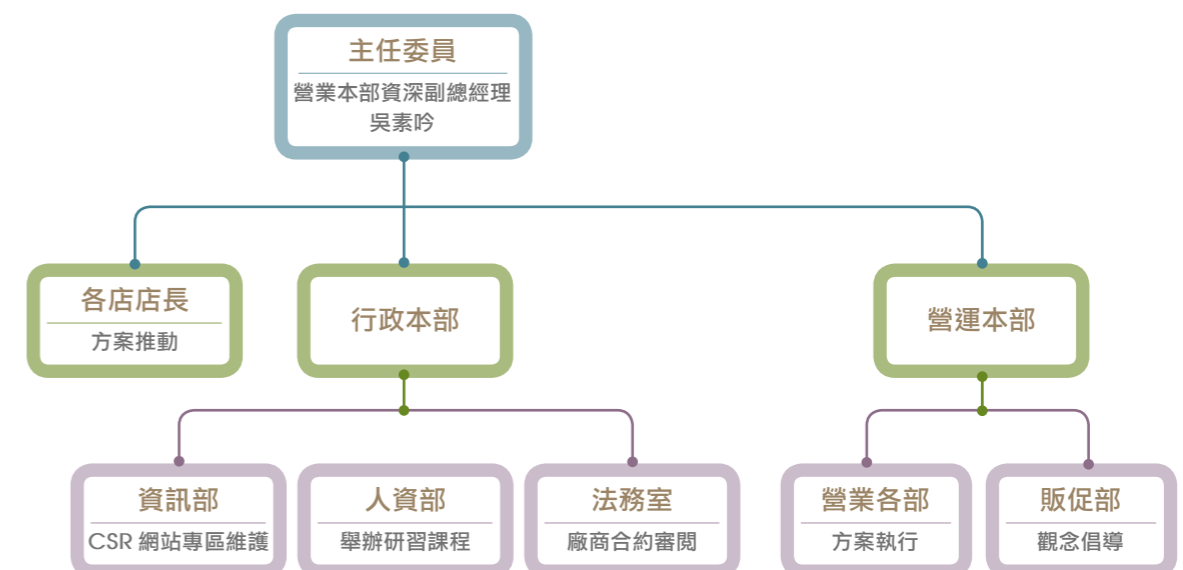 主任委員
營業本部資深副總經理
吳素吟
各店店長
方案推動
行政本部
營運本部
資訊部
CSR 網站專區維護
人資部
舉辦研習課程
法務室
廠商合約審閱
營業各部
方案執行
販促部
觀念倡導